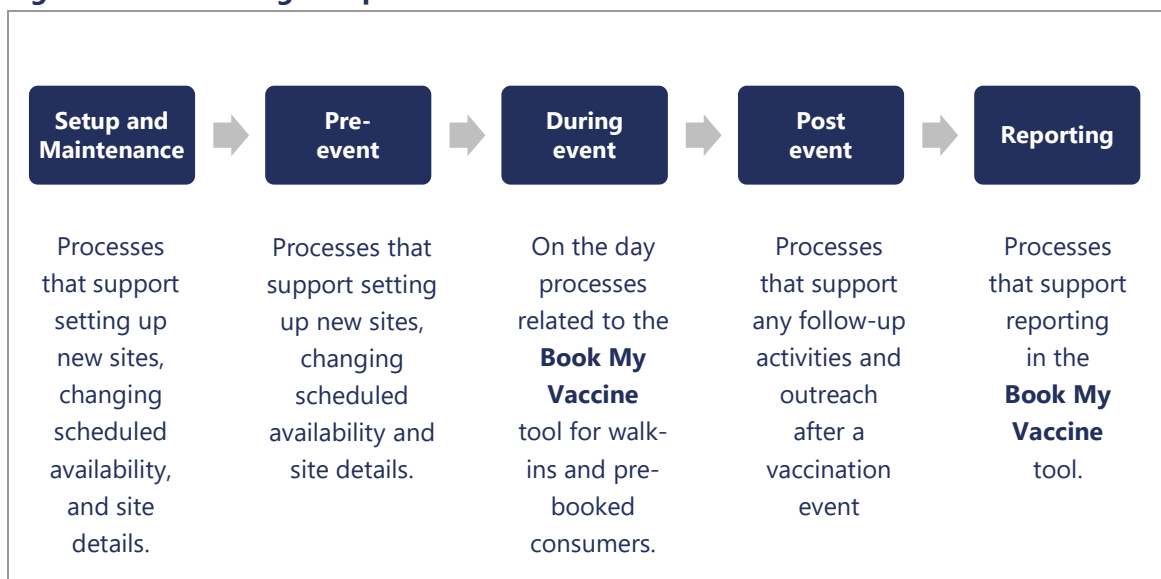 Setup and
Maintenance
Pre-
event
During
event
Post
event
Reporting
Processes
that support
setting up
new sites,
changing
scheduled
availability,
and site
details.
Processes that
support setting
up new sites,
changing
scheduled
availability and
site details.
On the day
processes
related to the
Book My
Vaccine
tool for walk-
ins and pre-
booked
consumers.
Processes
that support
any follow-up
activities and
outreach
after a
vaccination
event
Processes
that support
reporting
in the
Book My
Vaccine
tool.